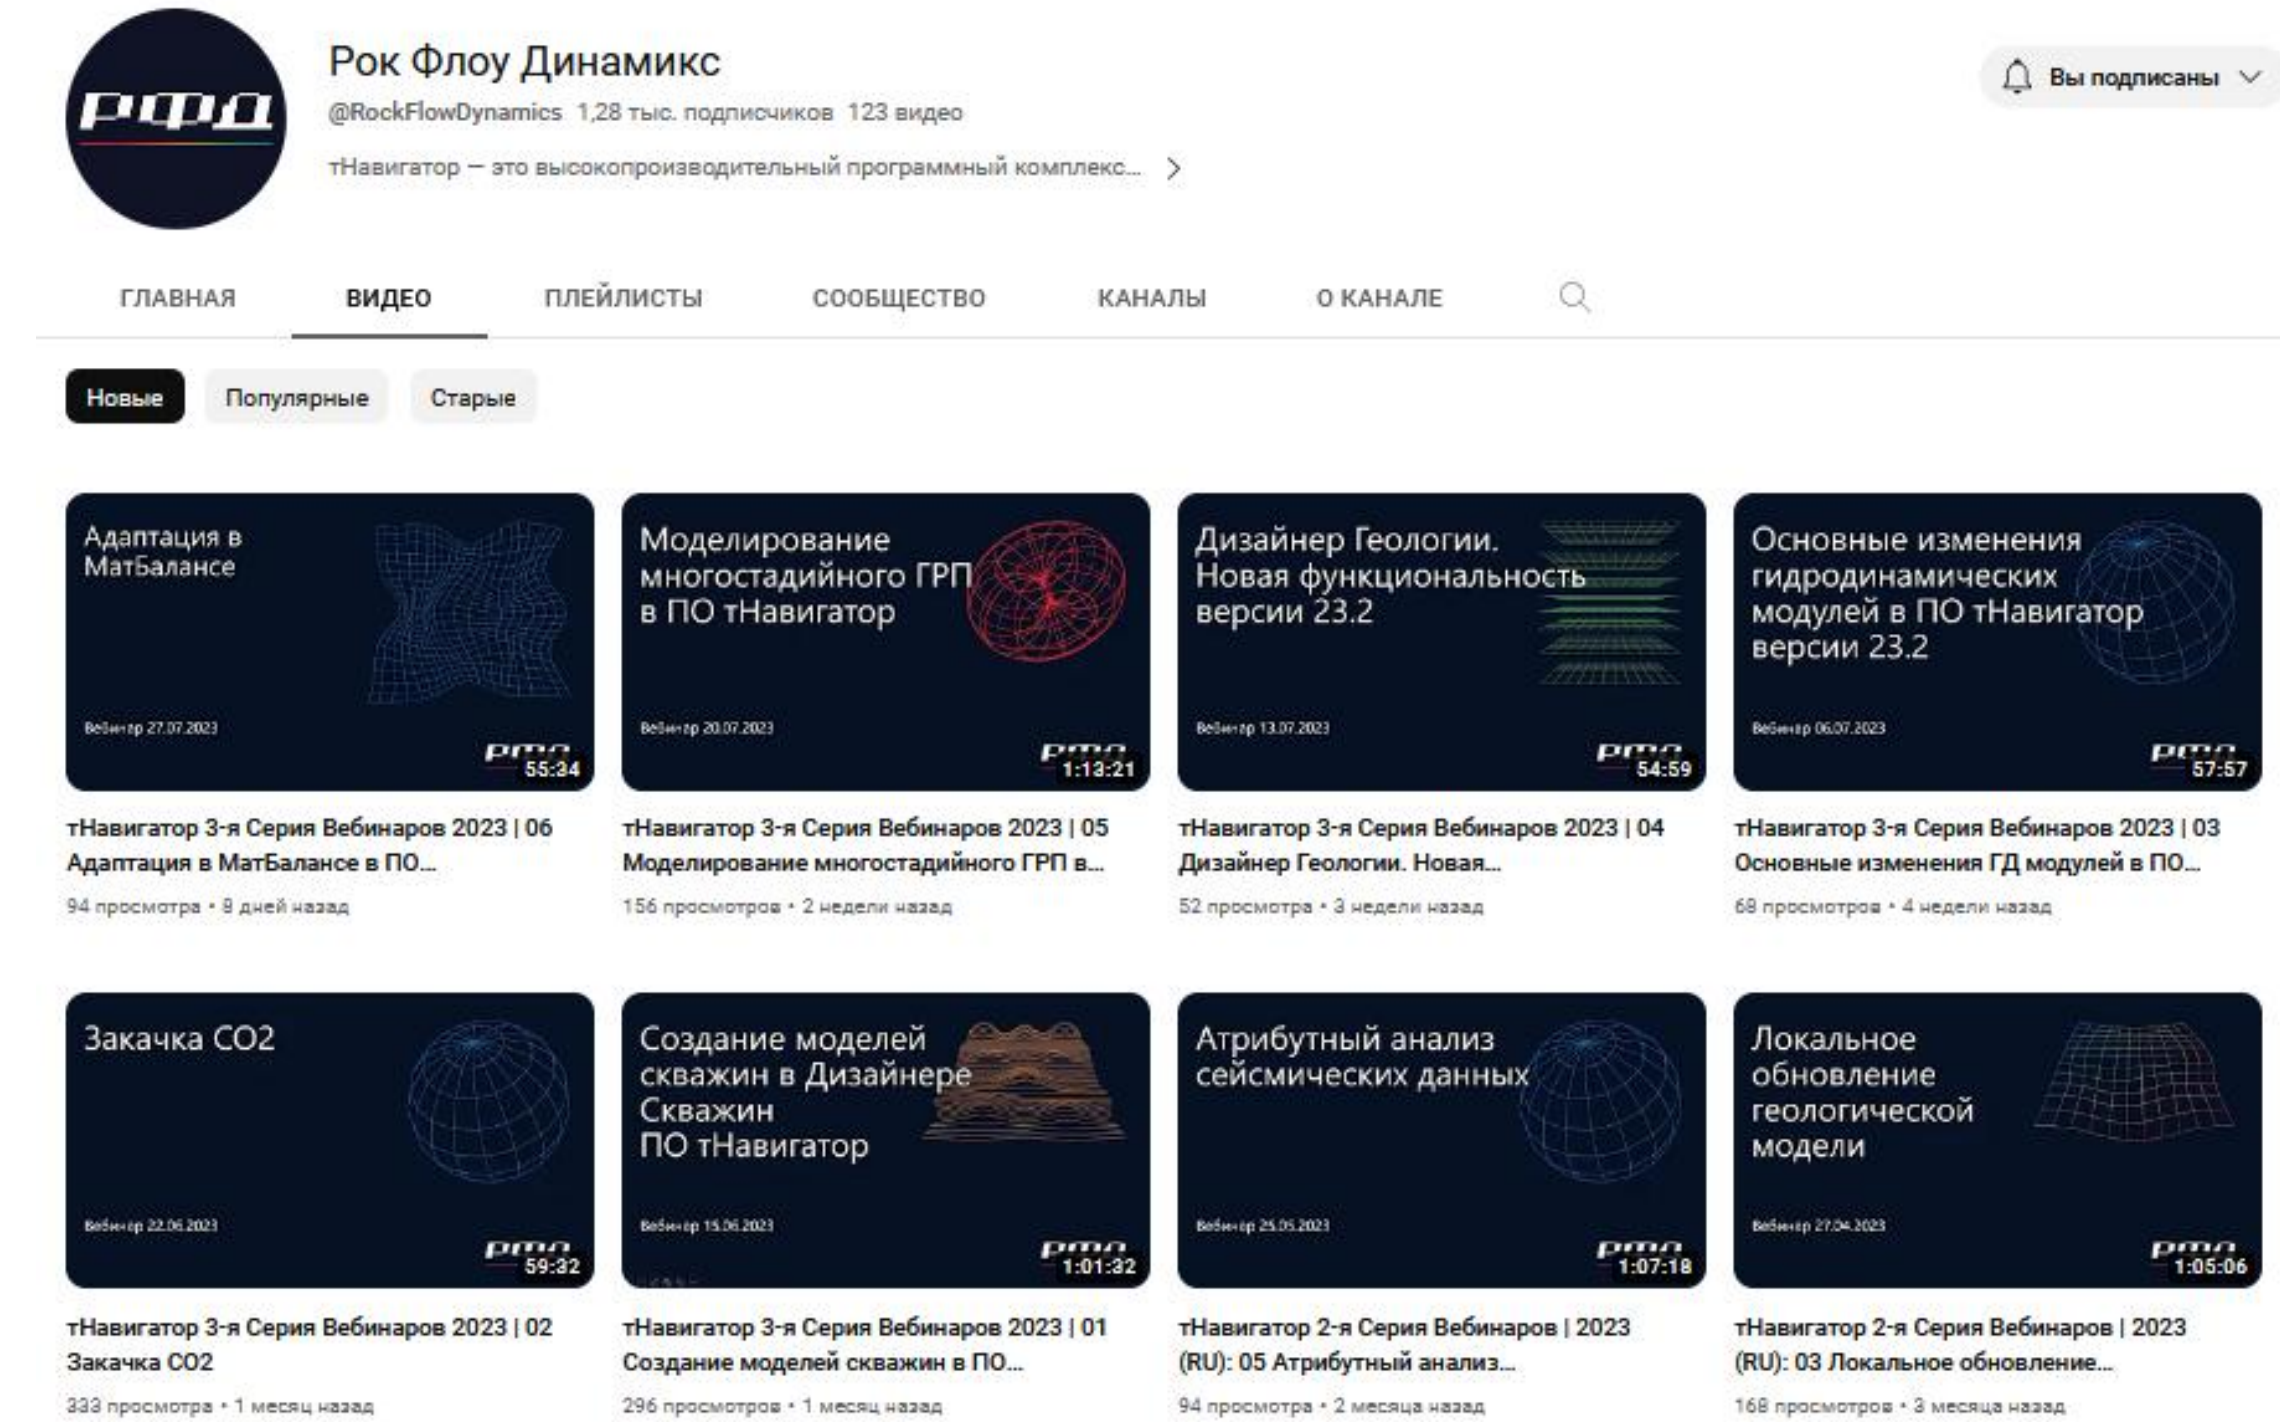 РФД
Рок Флоу Динамикс
@RockFlowDynamics 1,28 тыс. подписчиков 123 видео
тНавигатор — это высокопроизводительный программный комплекс...
Вы подписаны
ГЛАВНАЯ ВИДЕО ПЛЕЙЛИСТЫ СООБЩЕСТВО КАНАЛЫ О КАНАЛЕ
Новые Популярные Старые
Адаптация в
МатБалансе
Вебинар 27.07.2023
РФД
55:34
тНавигатор 3-я Серия Вебинаров 2023 | 06
Адаптация в МатБалансе в ПО...
94 просмотра • 8 дней назад
Моделирование
многостадийного ГРП
в ПО тНавигатор
Вебинар 20.07.2023
РФД
1:13:21
тНавигатор 3-я Серия Вебинаров 2023 | 05
Моделирование многостадийного ГРП в...
156 просмотров • 2 недели назад
Дизайнер Геологии.
Новая функциональность
версии 23.2
Вебинар 13.07.2023
РФД
54:59
тНавигатор 3-я Серия Вебинаров 2023 | 04
Дизайнер Геологии. Новая...
52 просмотра • 3 недели назад
Основные изменения
гидродинамических
модулей в ПО тНавигатор
версии 23.2
Вебинар 06.07.2023
РФД
57:57
тНавигатор 3-я Серия Вебинаров 2023 | 03
Основные изменения ГД модулей в ПО...
68 просмотров • 4 недели назад
Закачка СО2
Вебинар 22.06.2023
РФД
59:32
тНавигатор 3-я Серия Вебинаров 2023 | 02
Закачка СО2
333 просмотра • 1 месяц назад
Создание моделей
скважин в Дизайнере
Скважин
ПО тНавигатор
Вебинар 15.06.2023
РФД
1:01:32
тНавигатор 3-я Серия Вебинаров 2023 | 01
Создание моделей скважин в ПО...
296 просмотров • 1 месяц назад
Атрибутный анализ
сейсмических данных
Вебинар 25.05.2023
РФД
1:07:18
тНавигатор 2-я Серия Вебинаров | 2023
(RU): 05 Атрибутный анализ...
94 просмотра • 2 месяца назад
Локальное
обновление
геологической
модели
Вебинар 27.04.2023
РФД
1:05:06
тНавигатор 2-я Серия Вебинаров | 2023
(RU): 03 Локальное обновление...
168 просмотров • 3 месяца назад